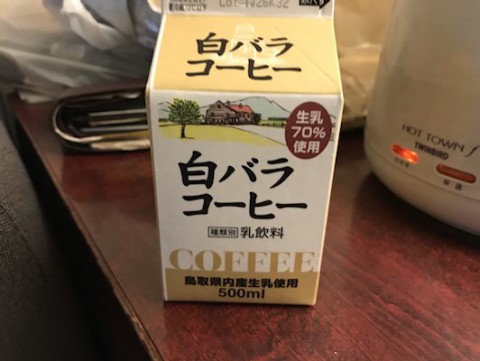 白バラ
コーヒー
生乳
70%
使用
白バラ
コーヒー
種類別 乳飲料
COFFEE
鳥取県内産生乳使用
500ml
HOT TOWN
TWINBIRD